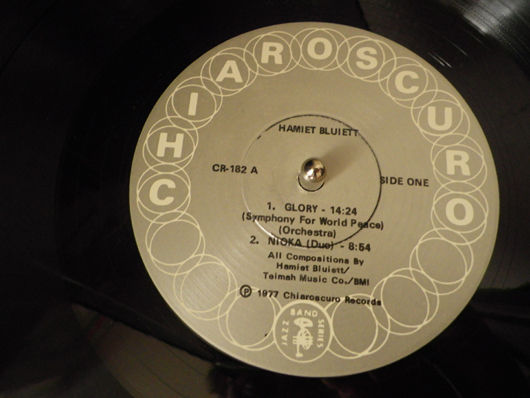 CHIAROSCURO
HAMIET BLUIETT
CR-182 A
SIDE ONE
1. GLORY - 14:24
(Symphony For World Peace)
(Orchestra)
2. NIOKA (Duo) - 8:54
All Compositions By
Hamiet Bluiett/
Teimah Music Co./BMI
Ⓟ 1977 Chiaroscuro Records
BAND SERIES
JAZZ